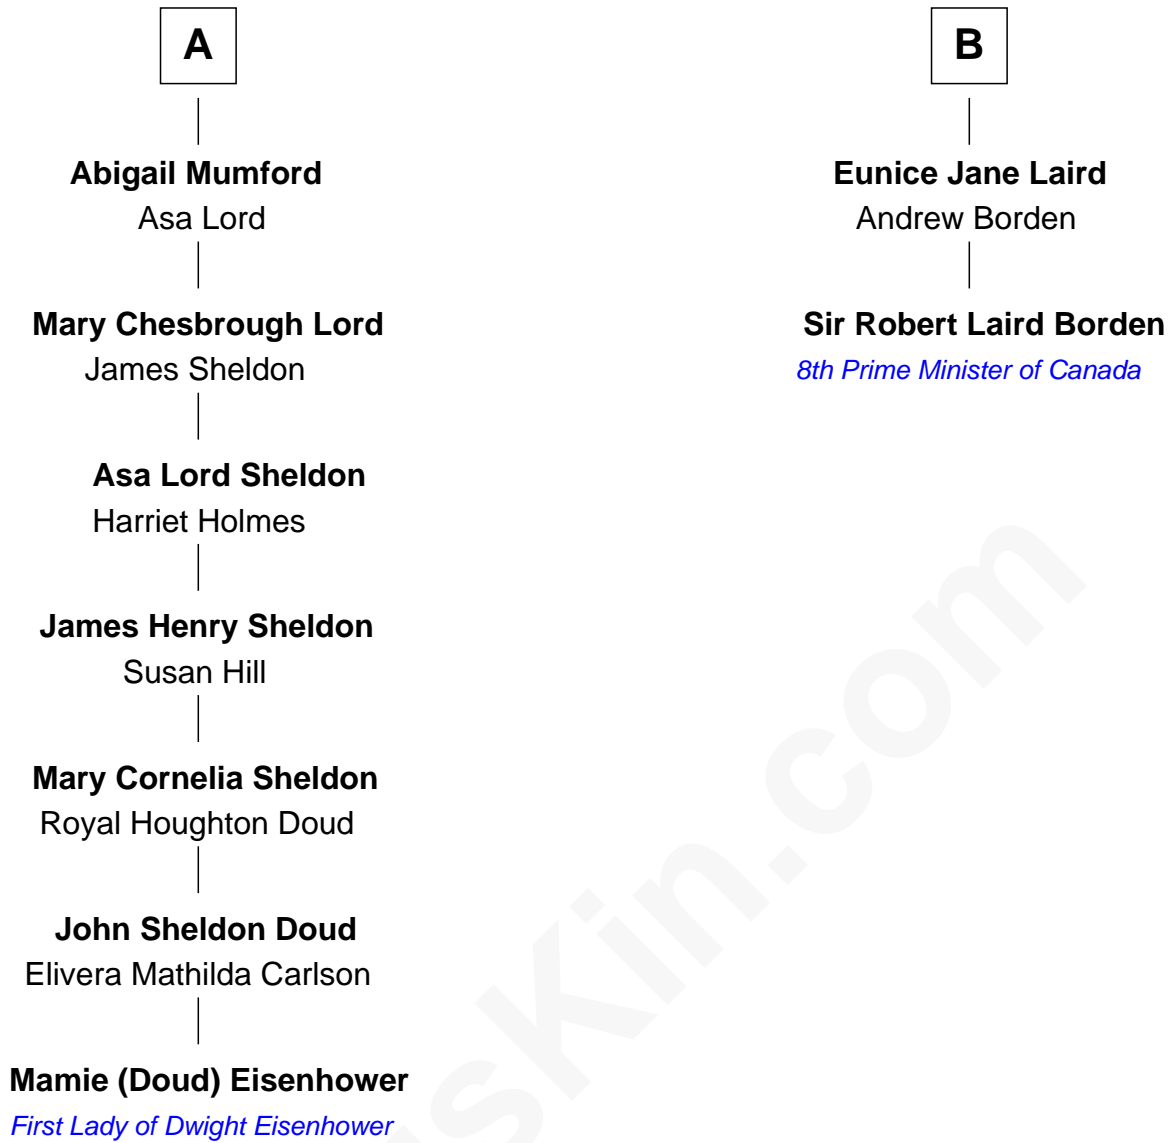 A
Abigail Mumford
Asa Lord
Mary Chesbrough Lord
James Sheldon
Asa Lord Sheldon
Harriet Holmes
James Henry Sheldon
Susan Hill
Mary Cornelia Sheldon
Royal Houghton Doud
John Sheldon Doud
Elivera Mathilda Carlson
Mamie (Doud) Eisenhower
First Lady of Dwight Eisenhower
B
Eunice Jane Laird
Andrew Borden
Sir Robert Laird Borden
8th Prime Minister of Canada